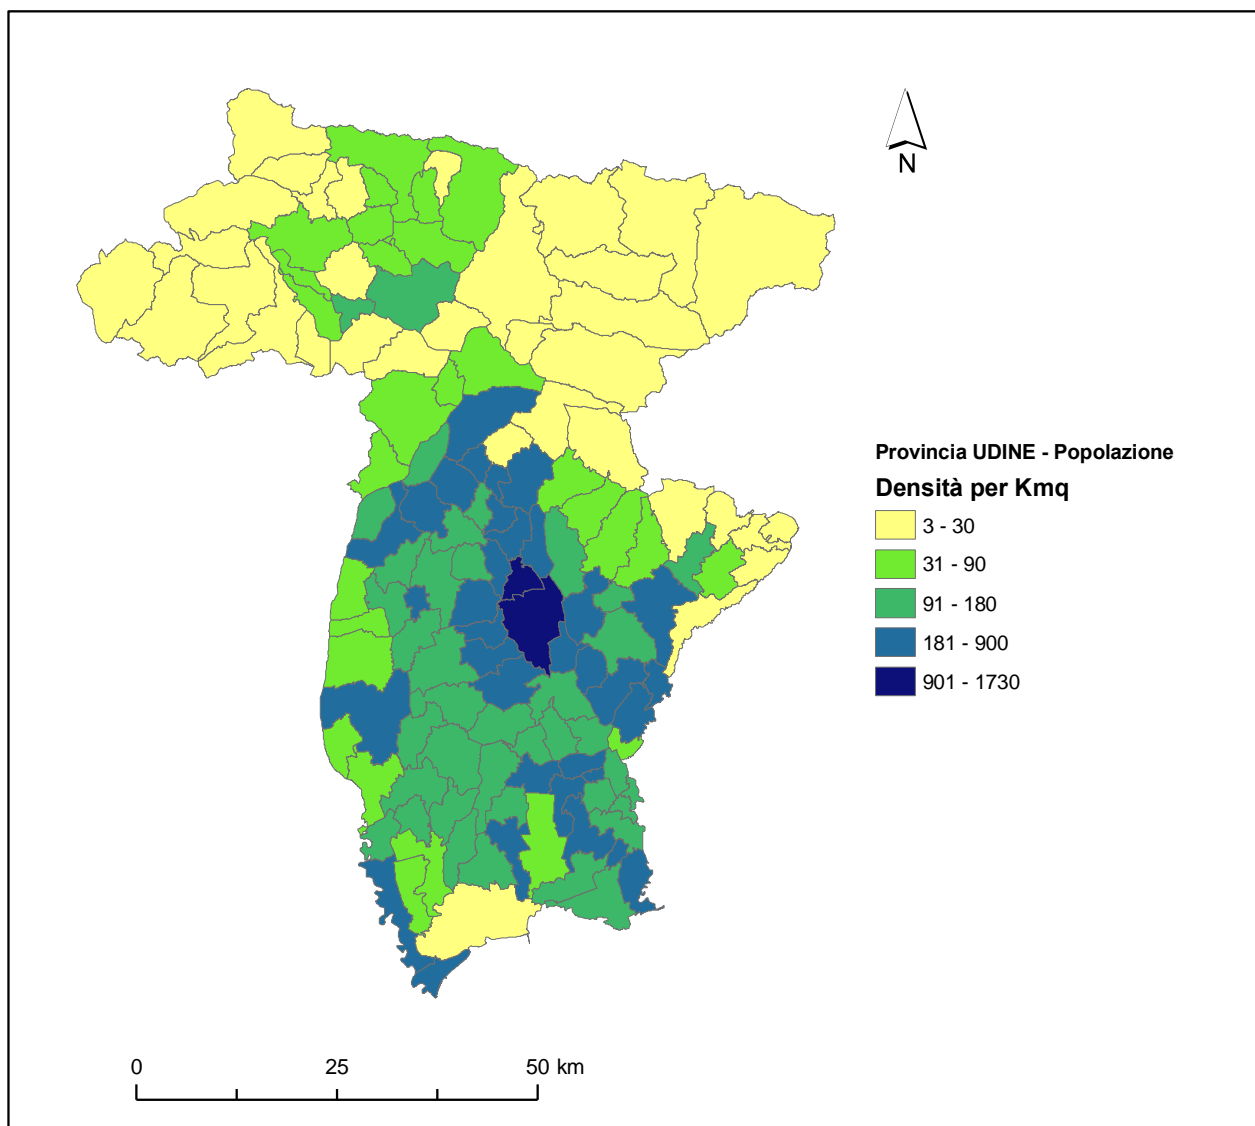 N
Provincia UDINE - Popolazione
Densità per Kmq
3 - 30
31 - 90
91 - 180
181 - 900
901 - 1730
0 25 50 km